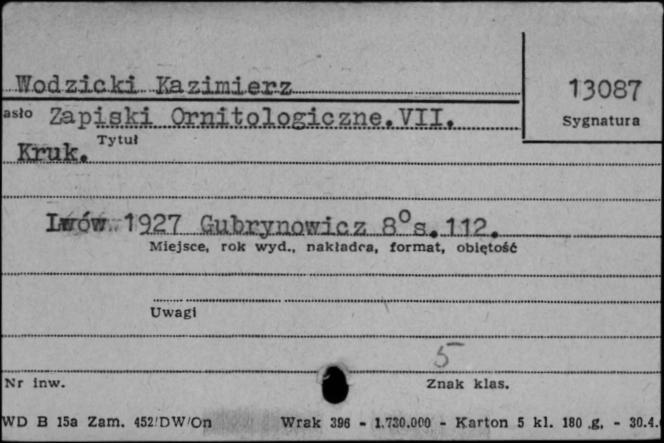 Wodzicki Kazimierz
13087
asło Zapiski Ornitologiczne.VII.
Sygnatura
Tytuł
Kruk.
Lwów 1927 Gubrynowicz 8° s.112.
Miejsce, rok wyd., nakładca, format, objętość
Uwagi
5
Nr inw.
Znak klas.
WD B 15a Zam. 452/DW/On Wrak 396 - 1.730.000 - Karton 5 kl. 180 g. - 30.4.